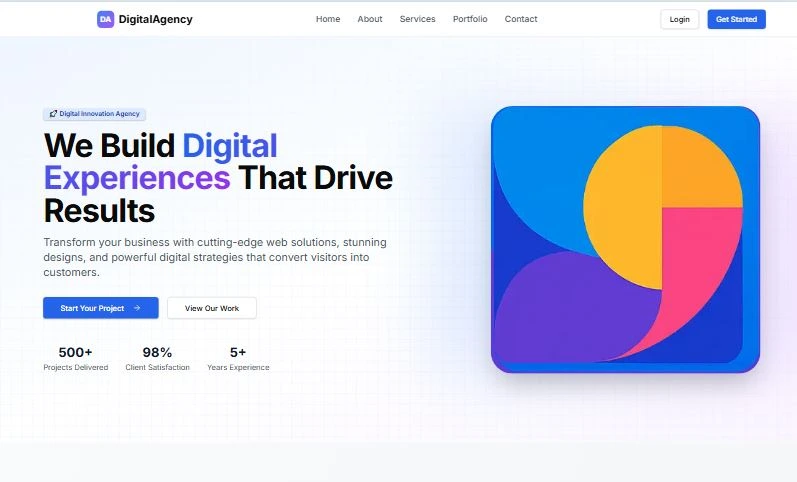 DA DigitalAgency
Home About Services Portfolio Contact
Login Get Started
Digital Innovation Agency
We Build Digital
Experiences That Drive
Results
Transform your business with cutting-edge web solutions, stunning
designs, and powerful digital strategies that convert visitors into
customers.
Start Your Project → View Our Work
500+ 98% 5+
Projects Delivered Client Satisfaction Years Experience